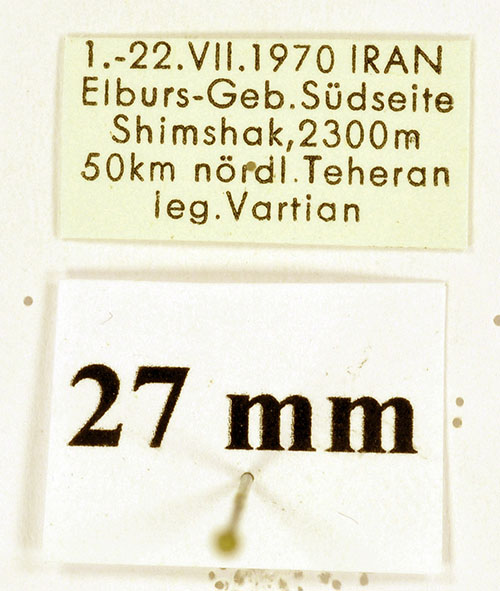 1.-22.VII.1970 IRAN
Elburs-Geb.Südseite
Shimshak,2300m
50km nördl.Teheran
leg.Vartian
27 mm